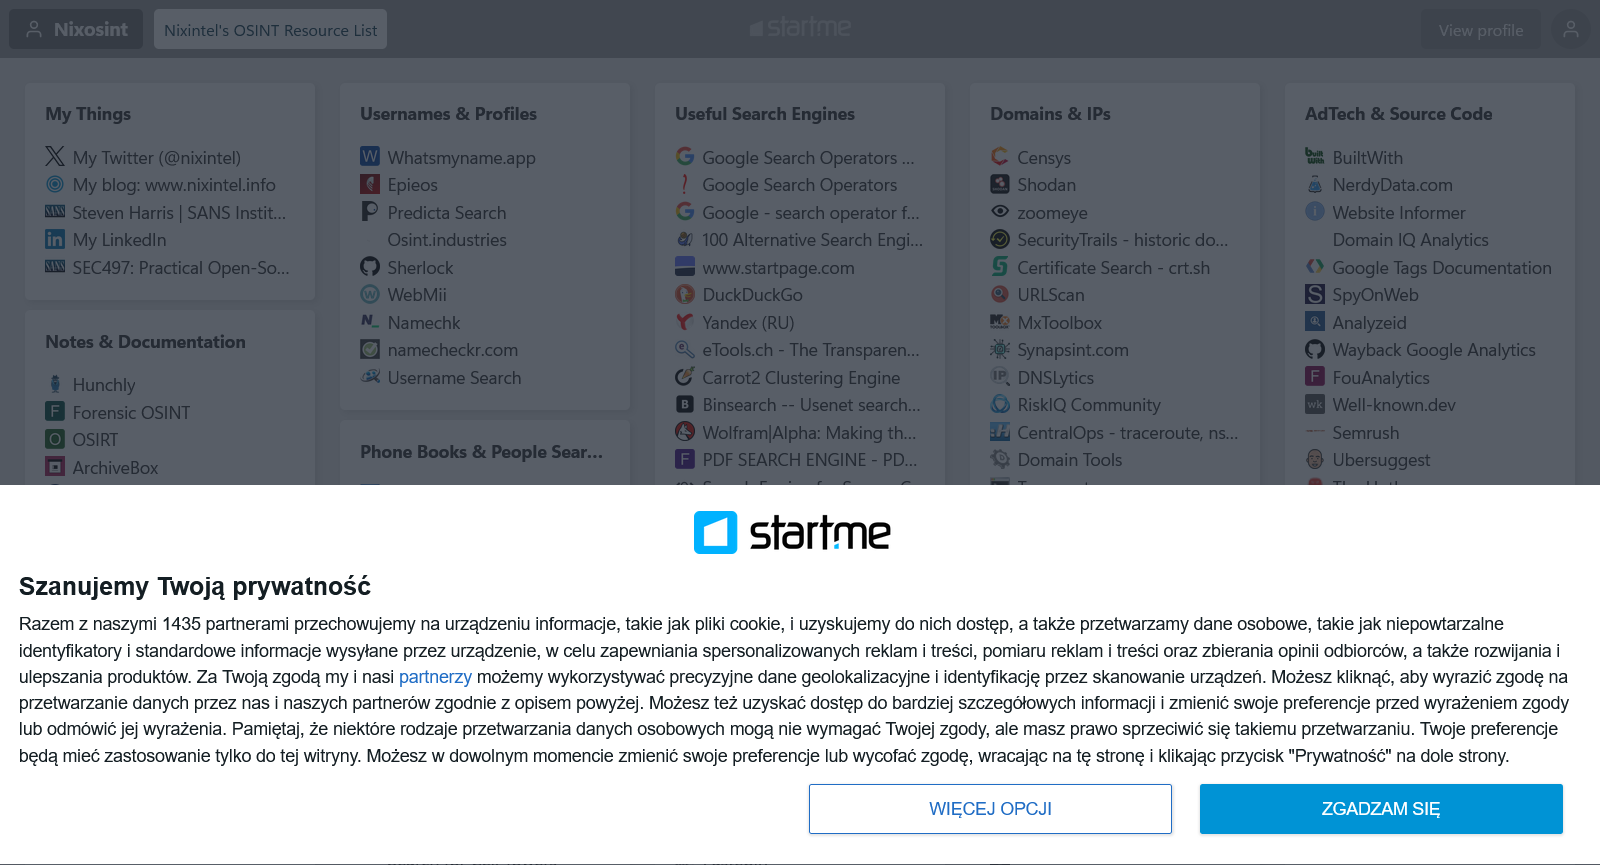 Nixosint
Nixintel's OSINT Resource List
startme
View profile
My Things
My Twitter (@nixintel)
My blog: www.nixintel.info
Steven Harris | SANS Instit...
My LinkedIn
SEC497: Practical Open-So...
Notes & Documentation
Hunchly
Forensic OSINT
OSIRT
ArchiveBox
Usernames & Profiles
Whatsmyname.app
Epieos
Predicta Search
Osint.industries
Sherlock
WebMii
Namechk
namecheckr.com
Username Search
Phone Books & People Sear...
Useful Search Engines
Google Search Operators ...
Google Search Operators
Google - search operator f...
100 Alternative Search Engi...
www.startpage.com
DuckDuckGo
Yandex (RU)
eTools.ch - The Transparen...
Carrot2 Clustering Engine
Binsearch -- Usenet search...
Wolfram|Alpha: Making th...
PDF SEARCH ENGINE - PD...
Domains & IPs
Censys
Shodan
zoomeye
SecurityTrails - historic do...
Certificate Search - crt.sh
URLScan
MxToolbox
Synapsint.com
DNSLytics
RiskIQ Community
CentralOps - traceroute, ns...
Domain Tools
AdTech & Source Code
BuiltWith
NerdyData.com
Website Informer
Domain IQ Analytics
Google Tags Documentation
SpyOnWeb
Analyzeid
Wayback Google Analytics
FouAnalytics
Well-known.dev
Semrush
Ubersuggest
startme
Szanujemy Twoją prywatność
Razem z naszymi 1435 partnerami przechowujemy na urządzeniu informacje, takie jak pliki cookie, i uzyskujemy do nich dostęp, a także przetwarzamy dane osobowe, takie jak niepowtarzalne
identyfikatory i standardowe informacje wysyłane przez urządzenie, w celu zapewniania spersonalizowanych reklam i treści, pomiaru reklam i treści oraz zbierania opinii odbiorców, a także rozwijania i
ulepszania produktów. Za Twoją zgodą my i nasi partnerzy możemy wykorzystywać precyzyjne dane geolokalizacyjne i identyfikację przez skanowanie urządzeń. Możesz kliknąć, aby wyrazić zgodę na
przetwarzanie danych przez nas i naszych partnerów zgodnie z opisem powyżej. Możesz też uzyskać dostęp do bardziej szczegółowych informacji i zmienić swoje preferencje przed wyrażeniem zgody
lub odmówić jej wyrażenia. Pamiętaj, że niektóre rodzaje przetwarzania danych osobowych mogą nie wymagać Twojej zgody, ale masz prawo sprzeciwić się takiemu przetwarzaniu. Twoje preferencje
będą mieć zastosowanie tylko do tej witryny. Możesz w dowolnym momencie zmienić swoje preferencje lub wycofać zgodę, wracając na tę stronę i klikając przycisk "Prywatność" na dole strony.
WIĘCEJ OPCJI
ZGADZAM SIĘ